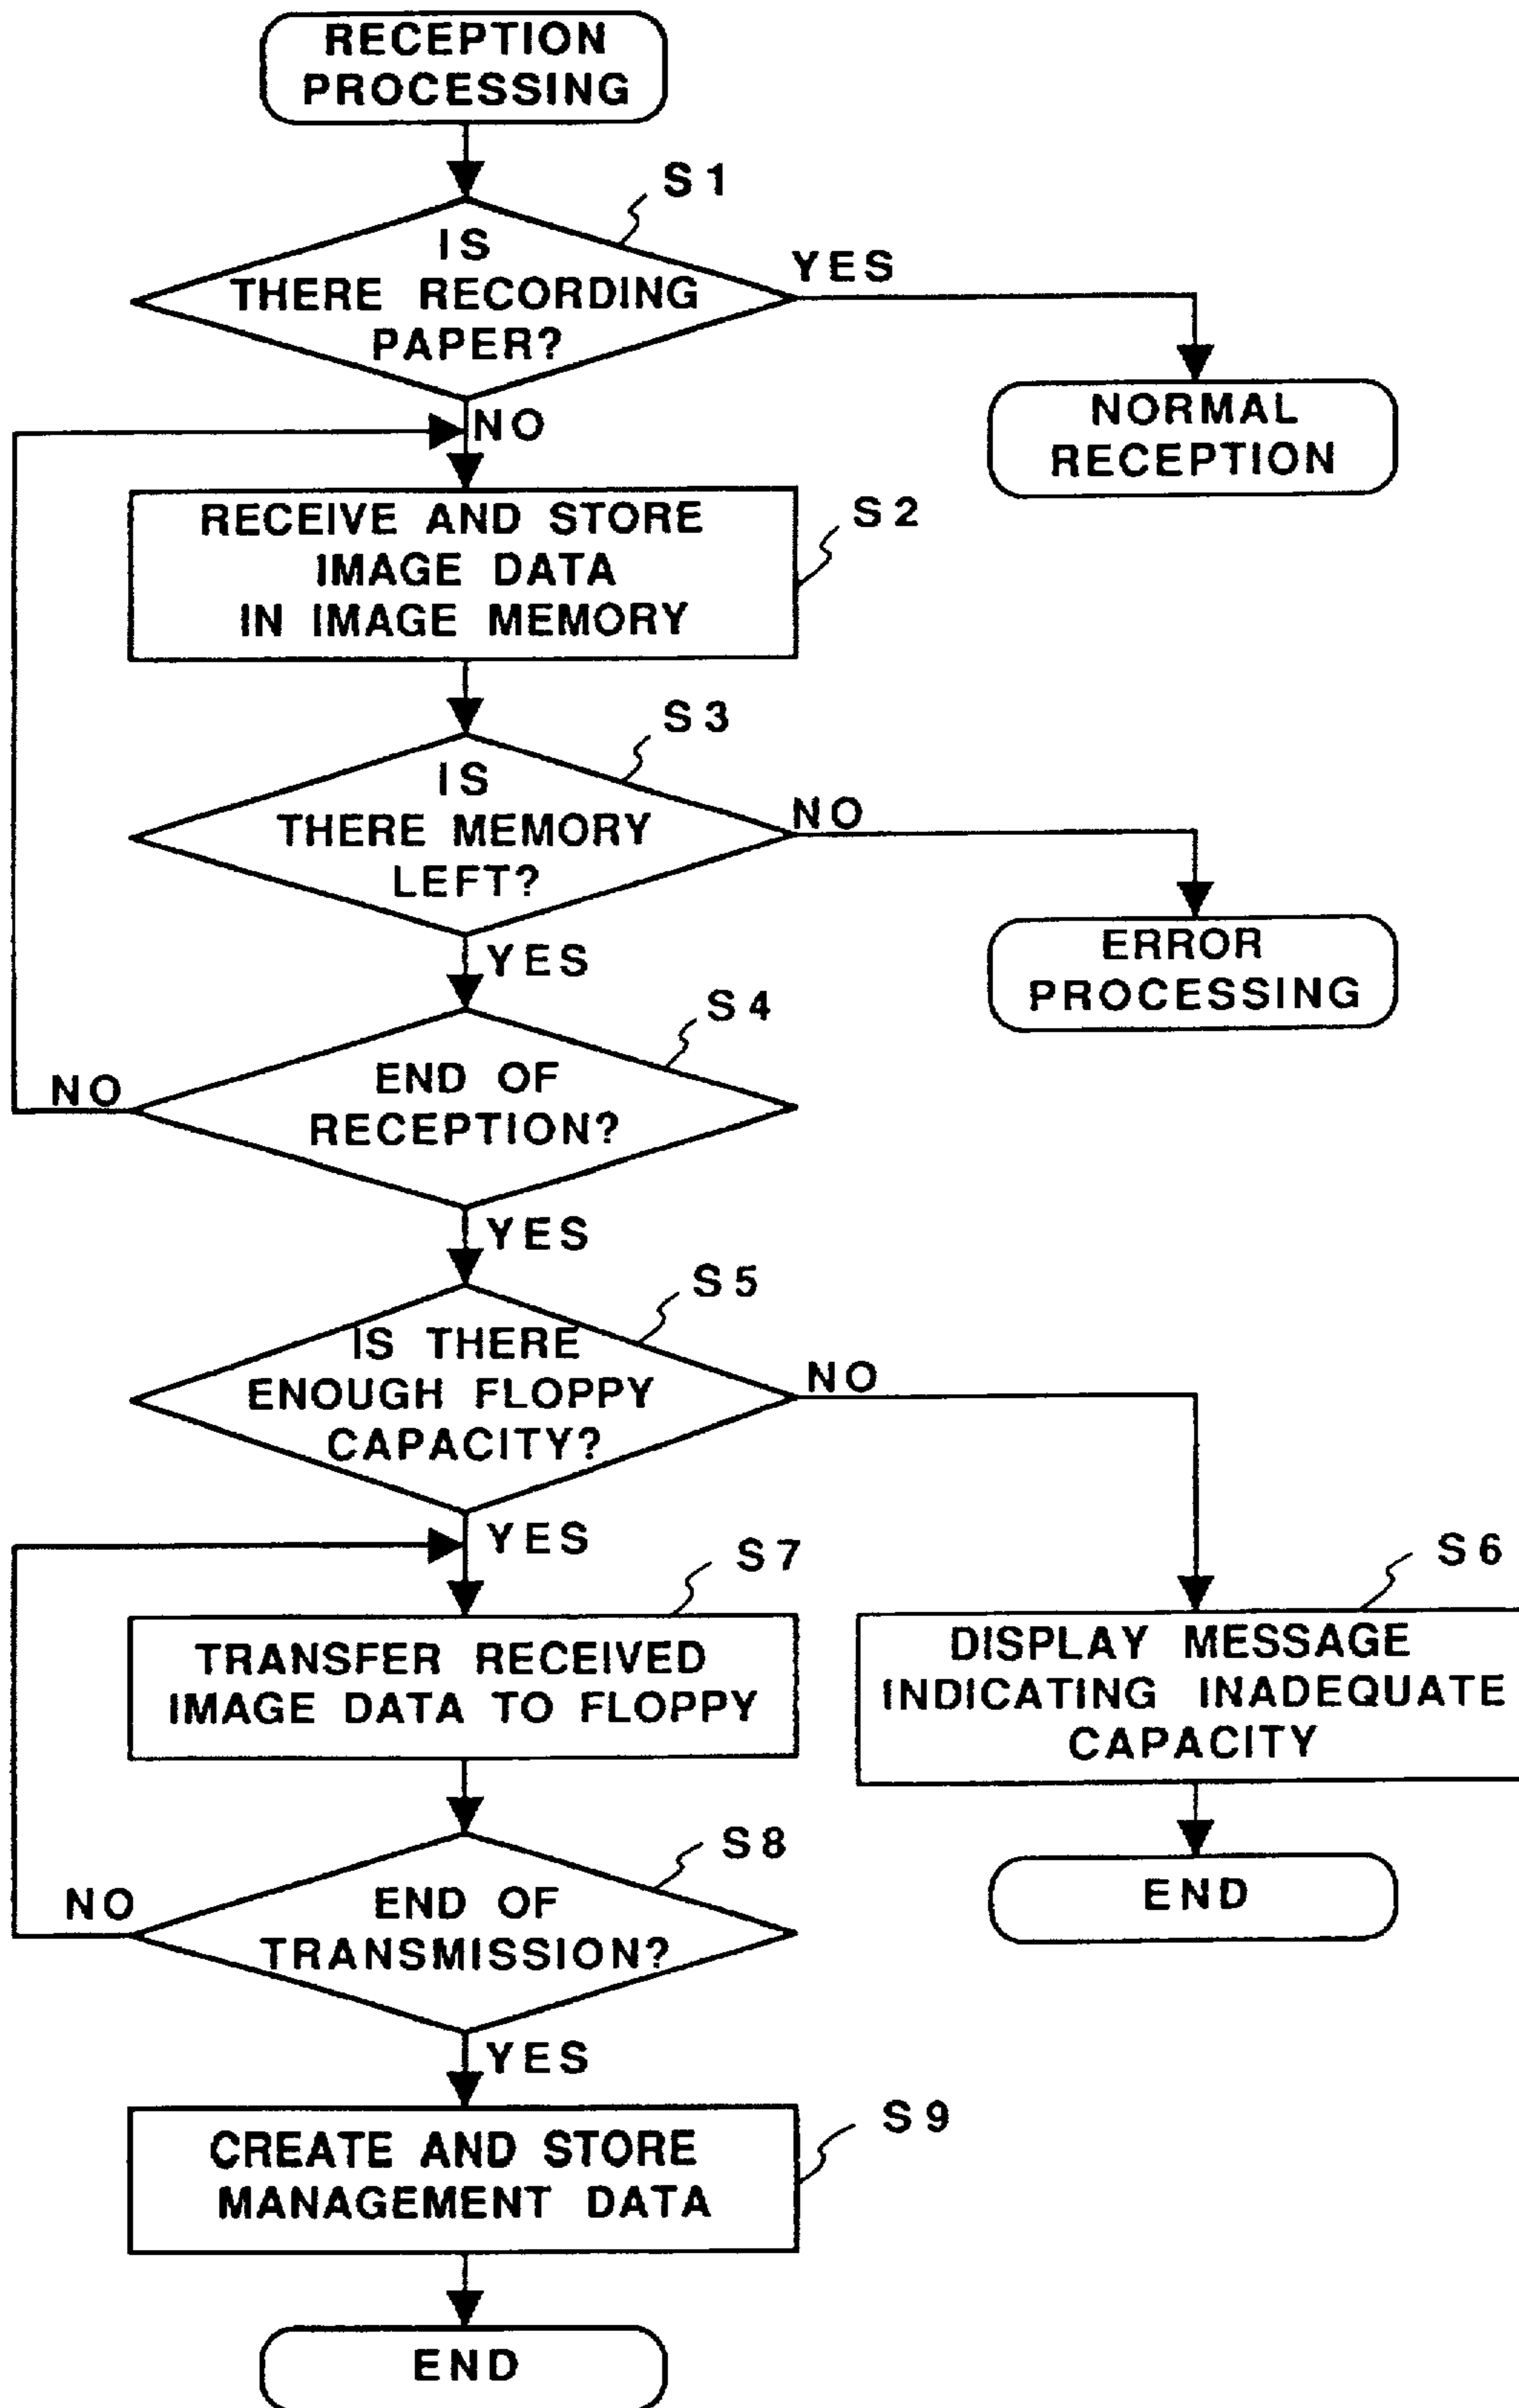 RECEPTION
PROCESSING
S1
IS
THERE RECORDING
PAPER?
YES
NORMAL
RECEPTION
NO
RECEIVE AND STORE
IMAGE DATA
IN IMAGE MEMORY
S2
S3
IS
THERE MEMORY
LEFT?
NO
ERROR
PROCESSING
YES
S4
END OF
RECEPTION?
NO
YES
S5
IS THERE
ENOUGH FLOPPY
CAPACITY?
NO
YES
S7
TRANSFER RECEIVED
IMAGE DATA TO FLOPPY
S6
DISPLAY MESSAGE
INDICATING INADEQUATE
CAPACITY
END
S8
END OF
TRANSMISSION?
NO
YES
S9
CREATE AND STORE
MANAGEMENT DATA
END